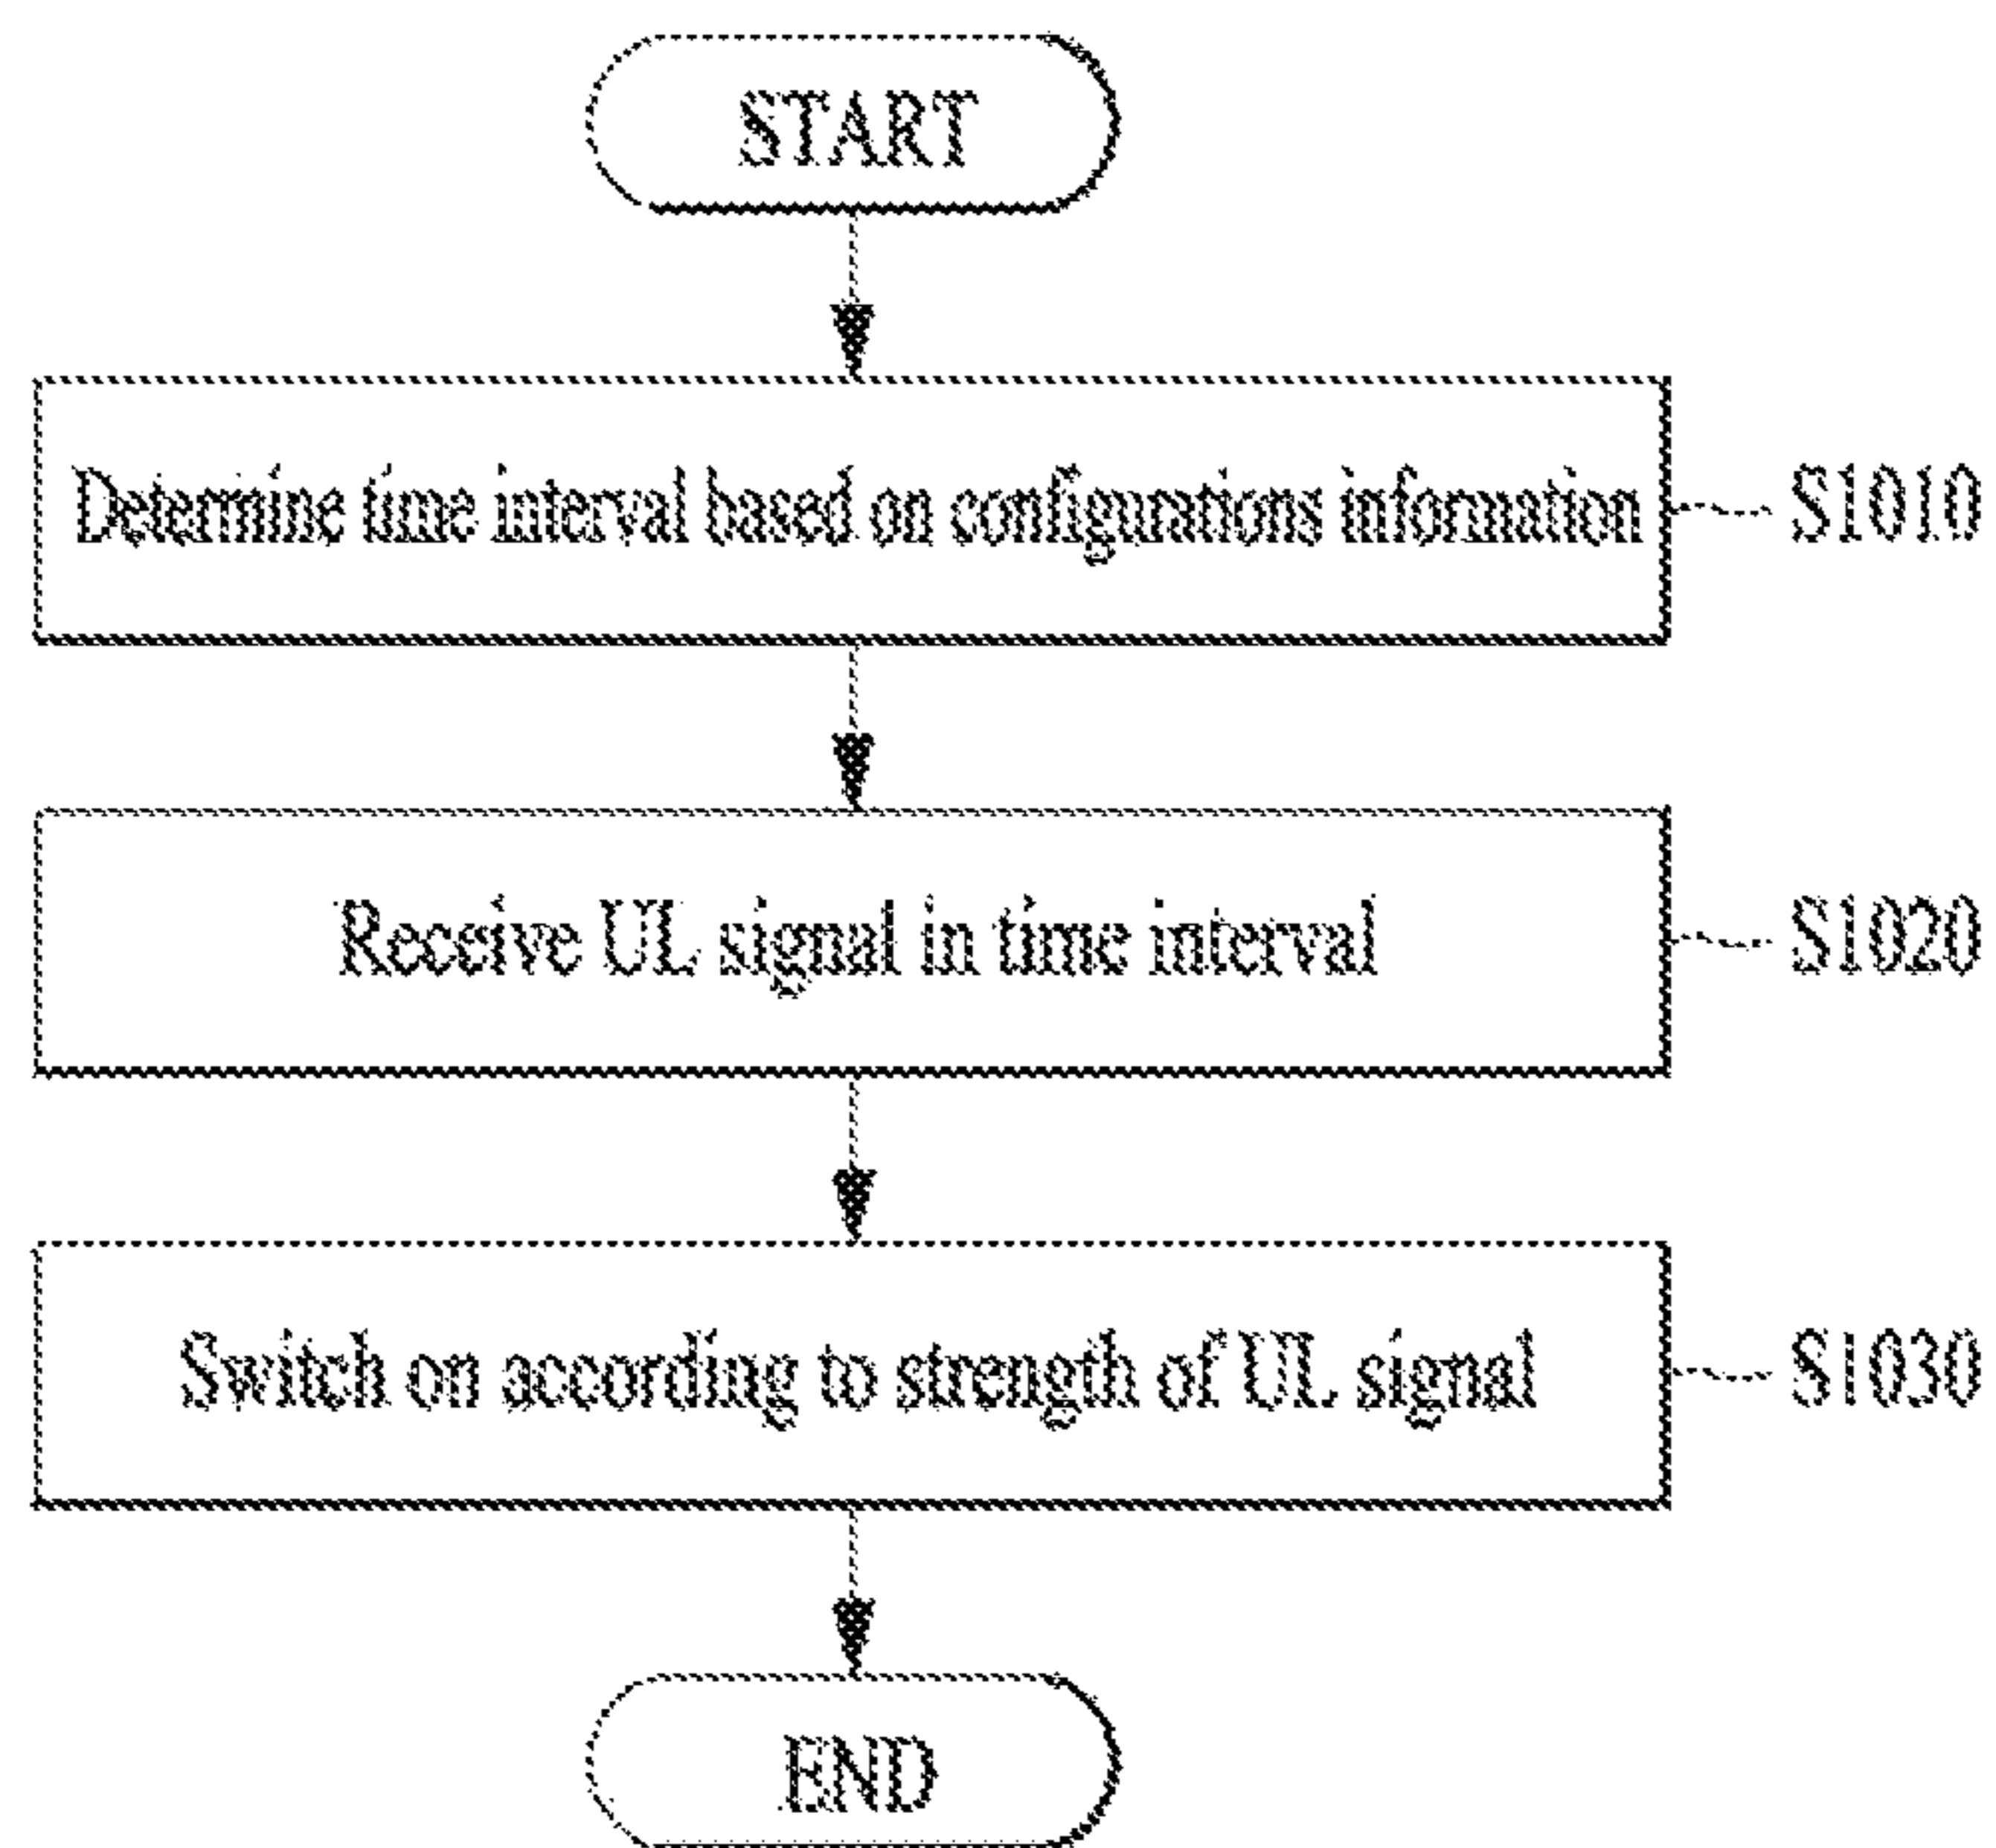 START
Determine time interval based on configurations information
S1010
Receive UL signal in time interval
S1020
Switch on according to strength of UL signal
S1030
END